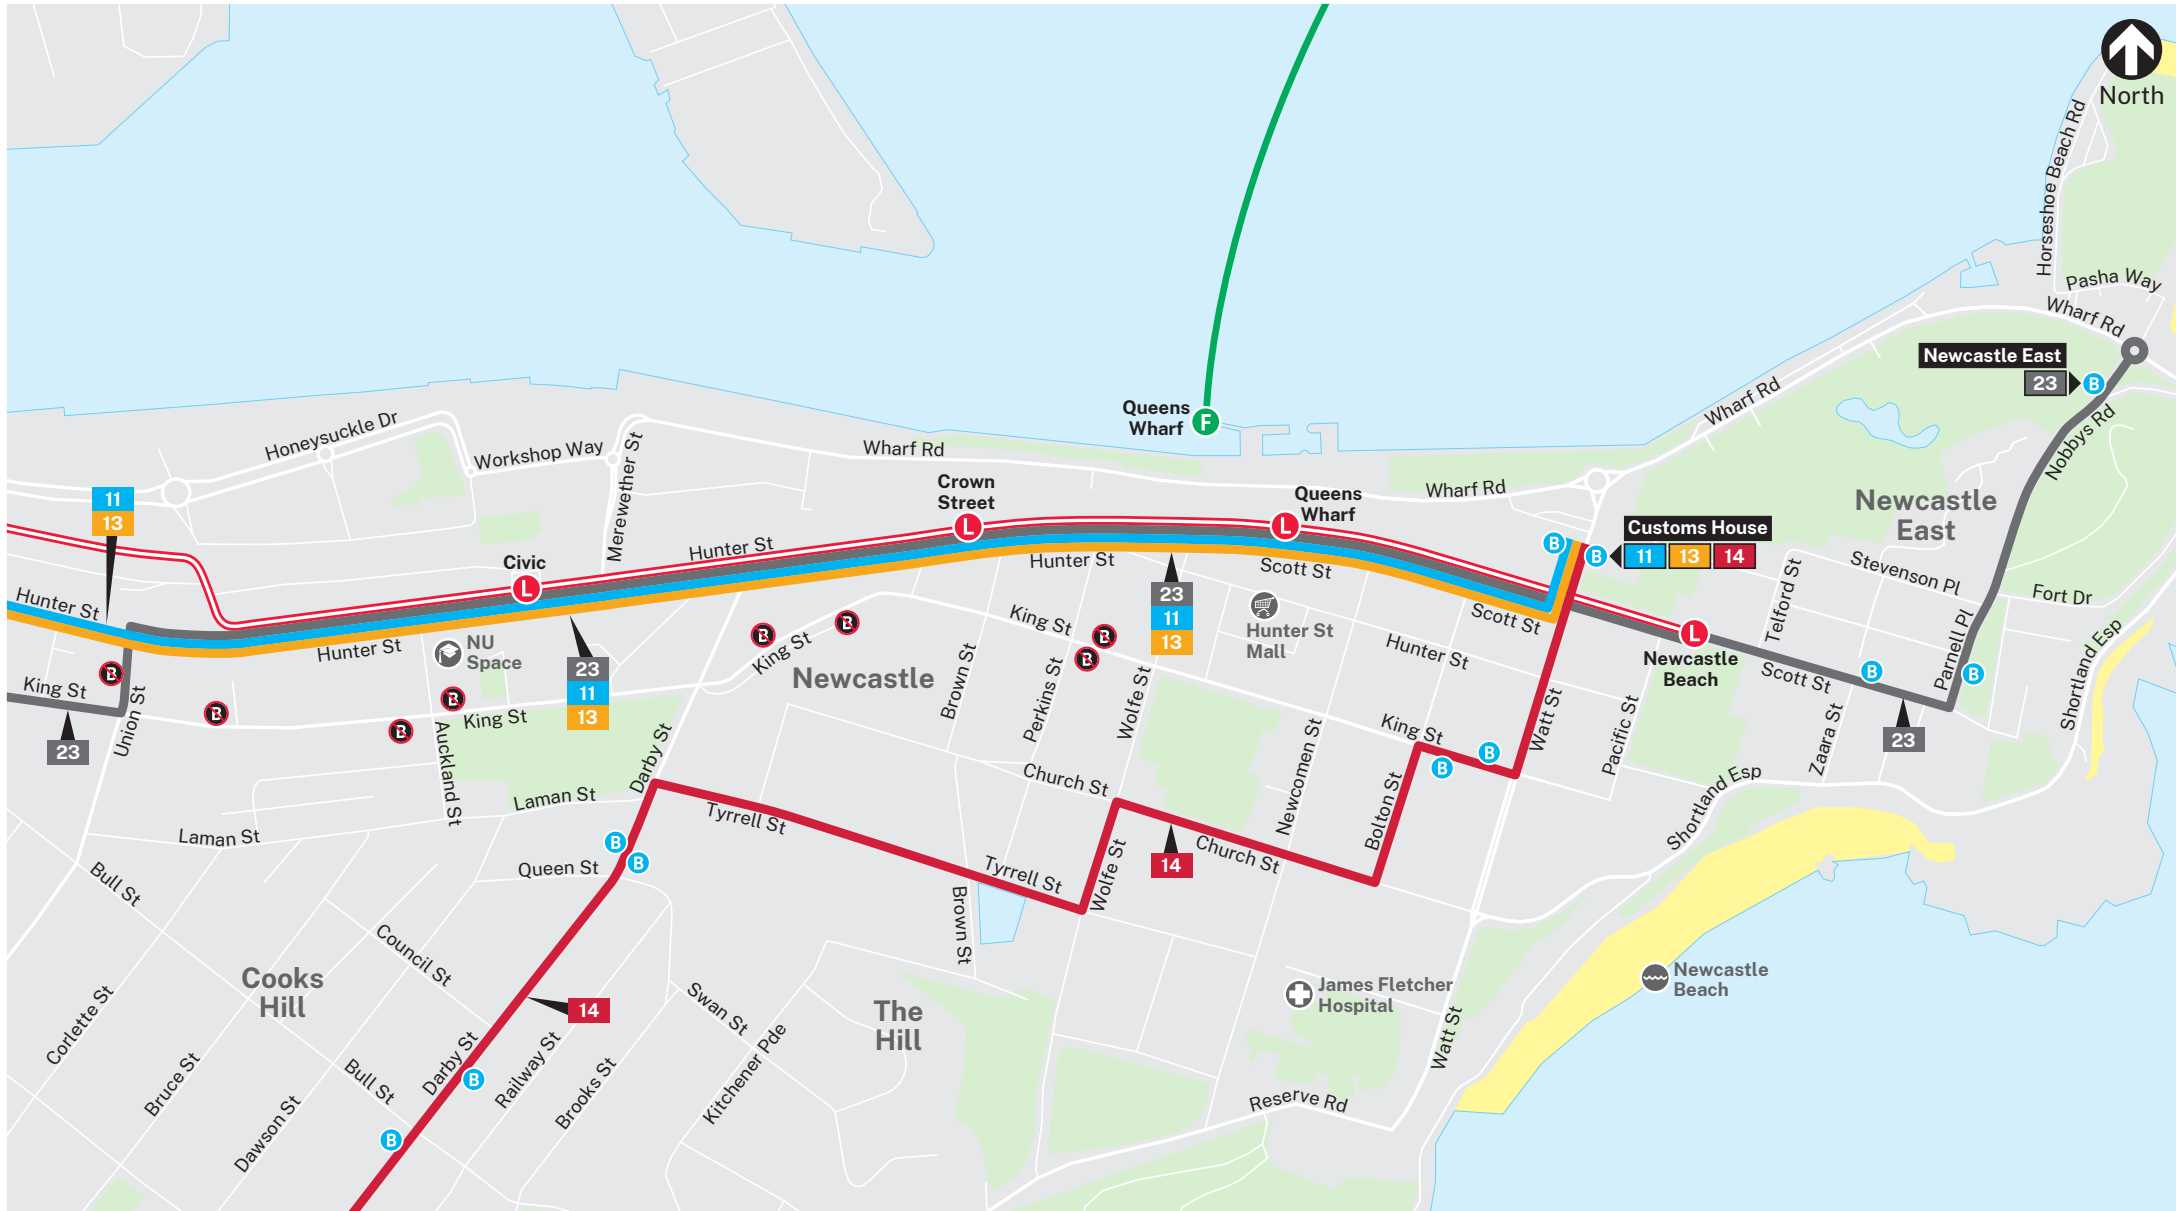 North
Horseshoe Beach Rd
Pasha Way
Wharf Rd
Newcastle East
23
B
Nobbys Rd
Wharf Rd
Queens
Wharf
F
Honeysuckle Dr
Workshop Way
Merewether St
Wharf Rd
Wharf Rd
11
13
Crown
Street
L
Queens
Wharf
L
Newcastle
East
Customs House
B
B
11
13
14
Civic
L
Hunter St
Hunter St
Scott St
Scott St
Hunter St
Hunter St
Telford St
Stevenson Pl
Fort Dr
Parnell Pl
Shortland Esp
NU
Space
23
11
13
23
11
13
Hunter St
Mall
Hunter St
L
Newcastle
Beach
Scott St
B
B
B
B
B
B
B
B
B
B
King St
23
Union St
King St
Auckland St
King St
Newcastle
King St
Brown St
Perkins St
Wolfe St
Newcomen St
King St
B
B
Watt St
Pacific St
Zaara St
23
Darby St
Laman St
Laman St
Church St
Tyrrell St
Tyrrell St
Wolfe St
14
Church St
Bolton St
Shortland Esp
B
B
Queen St
Bull St
Council St
Cooks
Hill
Corlette St
Bruce St
Dawson St
Bull St
Darby St
B
B
14
Railway St
Brooks St
Swan St
Kitchener Pde
Brown St
The
Hill
James Fletcher
Hospital
Watt St
Reserve Rd
Newcastle
Beach